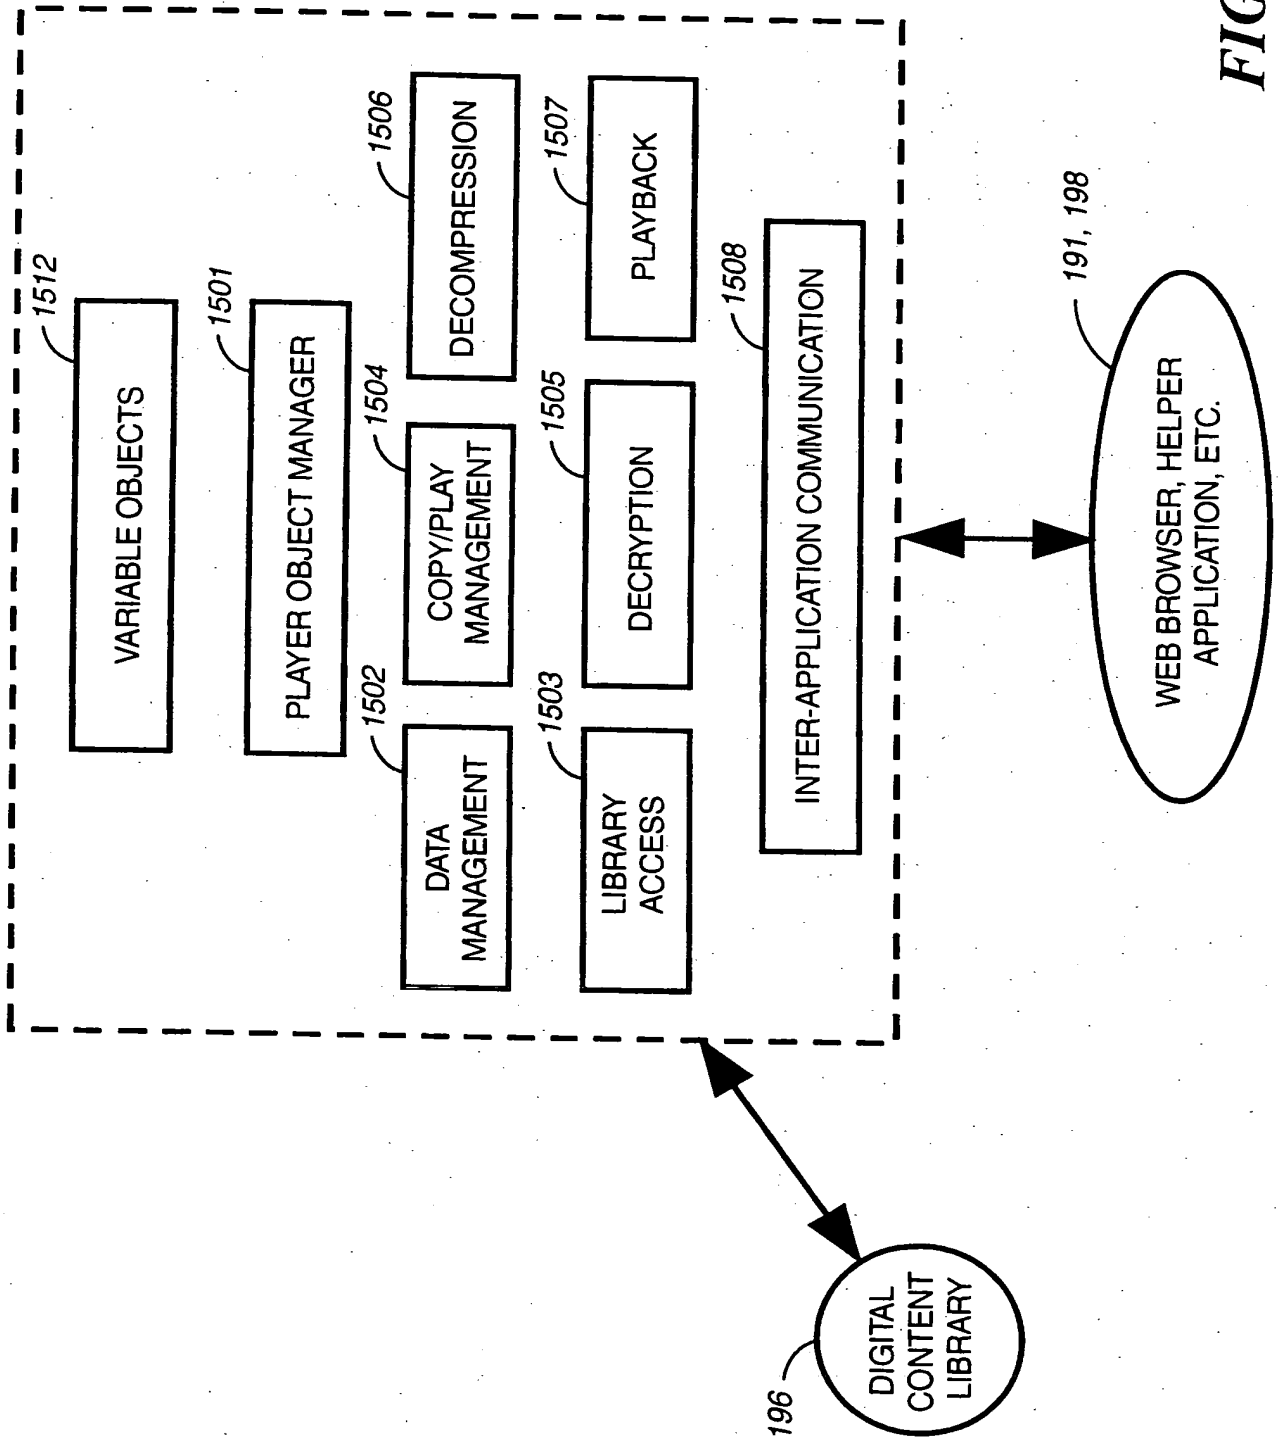 1512
VARIABLE OBJECTS
1501
PLAYER OBJECT MANAGER
1502
DATA
MANAGEMENT
1504
COPY/PLAY
MANAGEMENT
1506
DECOMPRESSION
1503
LIBRARY
ACCESS
1505
DECRYPTION
1507
PLAYBACK
1508
INTER-APPLICATION COMMUNICATION
196
DIGITAL
CONTENT
LIBRARY
191, 198
WEB BROWSER, HELPER
APPLICATION, ETC.